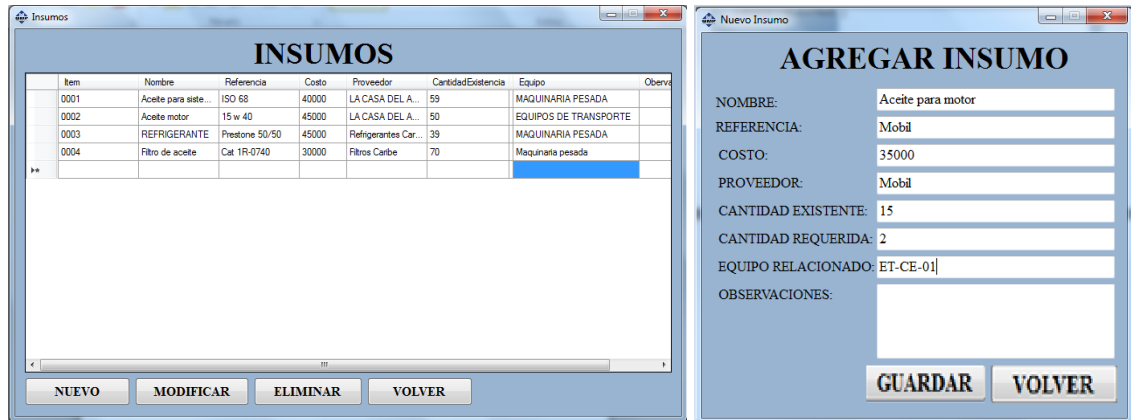 Insumos
INSUMOS
Item Nombre Referencia Costo Proveedor CantidadExistencia Equipo Oberva
0001 Aceite para siste... ISO 68 40000 LA CASA DEL A... 59 MAQUINARIA PESADA
0002 Aceite motor 15 w 40 45000 LA CASA DEL A... 50 EQUIPOS DE TRANSPORTE
0003 REFRIGERANTE Prestone 50/50 45000 Refrigerantes Car... 39 MAQUINARIA PESADA
0004 Filtro de aceite Cat 1R-0740 30000 Filtros Caribe 70 Maquinaria pesada
NUEVO MODIFICAR ELIMINAR VOLVER
Nuevo Insumo
AGREGAR INSUMO
NOMBRE: Aceite para motor
REFERENCIA: Mobil
COSTO: 35000
PROVEEDOR: Mobil
CANTIDAD EXISTENTE: 15
CANTIDAD REQUERIDA: 2
EQUIPO RELACIONADO: ET-CE-01
OBSERVACIONES:
GUARDAR VOLVER